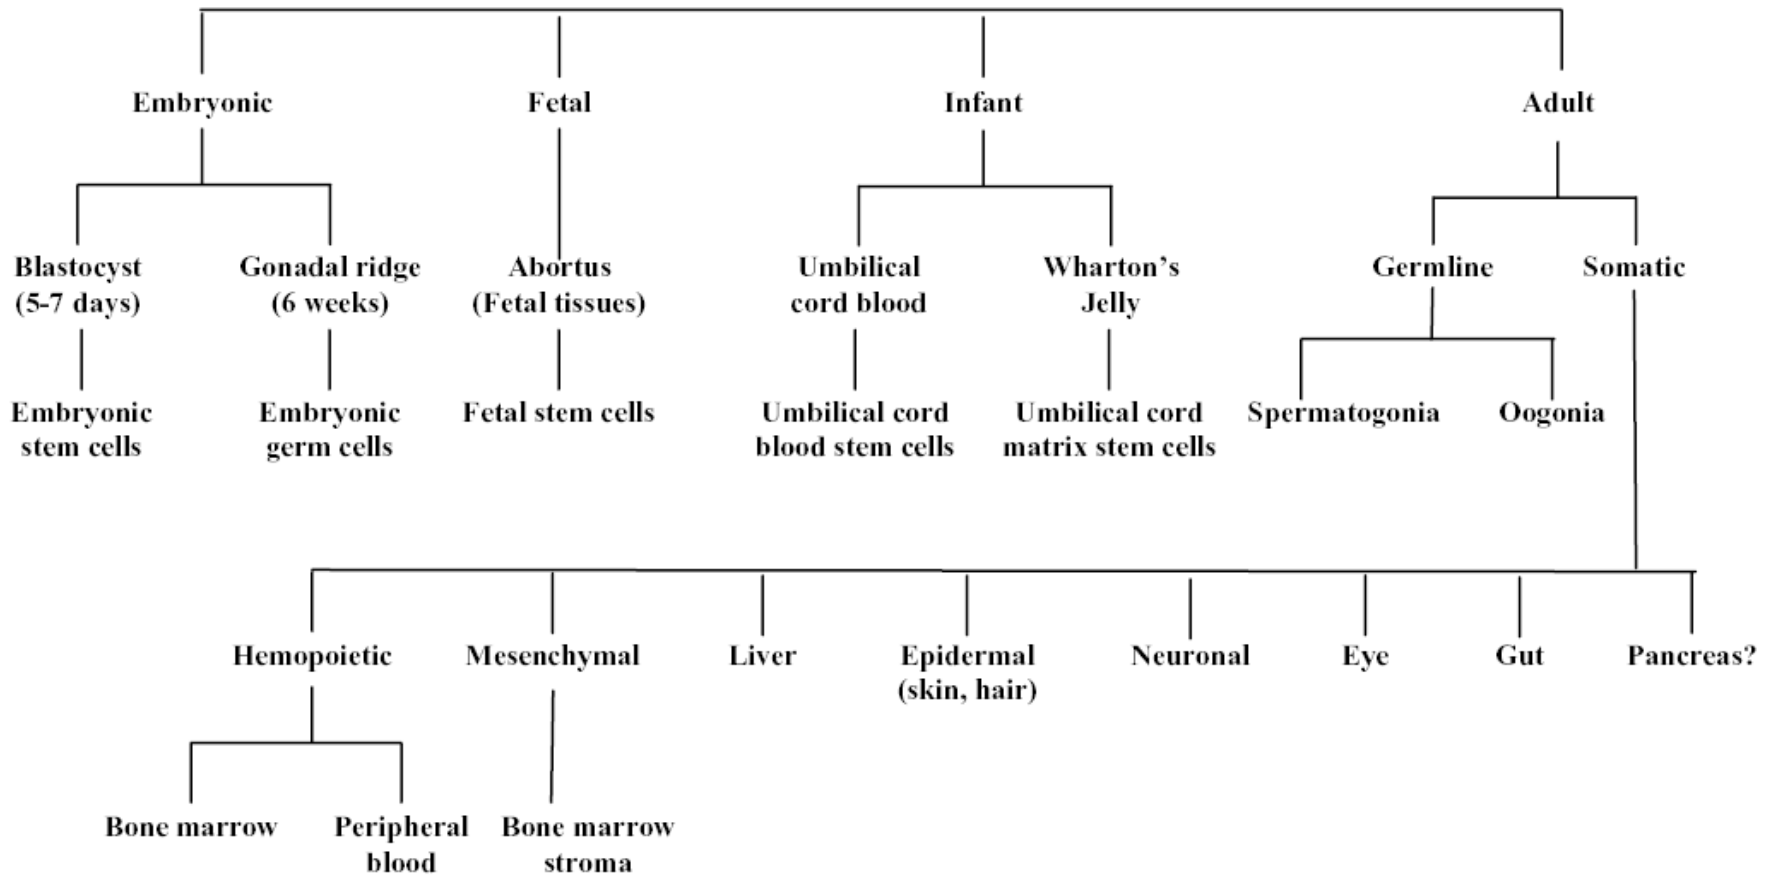 Embryonic
Fetal
Infant
Adult
Blastocyst
(5-7 days)
Gonadal ridge
(6 weeks)
Abortus
(Fetal tissues)
Umbilical
cord blood
Wharton’s
Jelly
Germline
Somatic
Embryonic
stem cells
Embryonic
germ cells
Fetal stem cells
Umbilical cord
blood stem cells
Umbilical cord
matrix stem cells
Spermatogonia
Oogonia
Hemopoietic
Mesenchymal
Liver
Epidermal
(skin, hair)
Neuronal
Eye
Gut
Pancreas?
Bone marrow
Peripheral
blood
Bone marrow
stroma